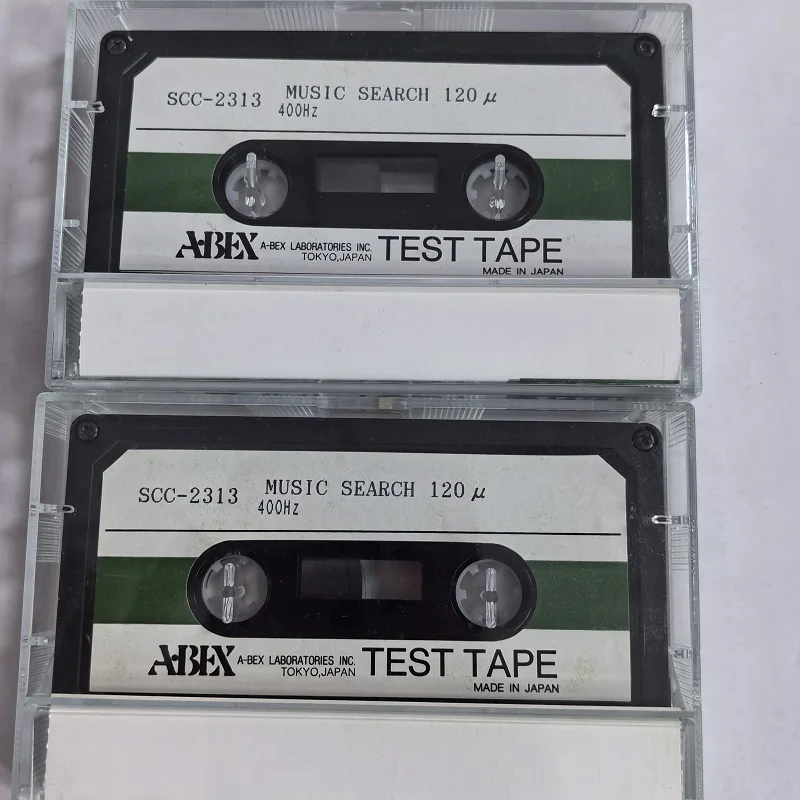 SCC-2313 MUSIC SEARCH 120μ
400Hz
A·BEX A-BEX LABORATORIES INC. TEST TAPE
TOKYO,JAPAN
MADE IN JAPAN
SCC-2313 MUSIC SEARCH 120μ
400Hz
A·BEX A-BEX LABORATORIES INC. TEST TAPE
TOKYO,JAPAN
MADE IN JAPAN